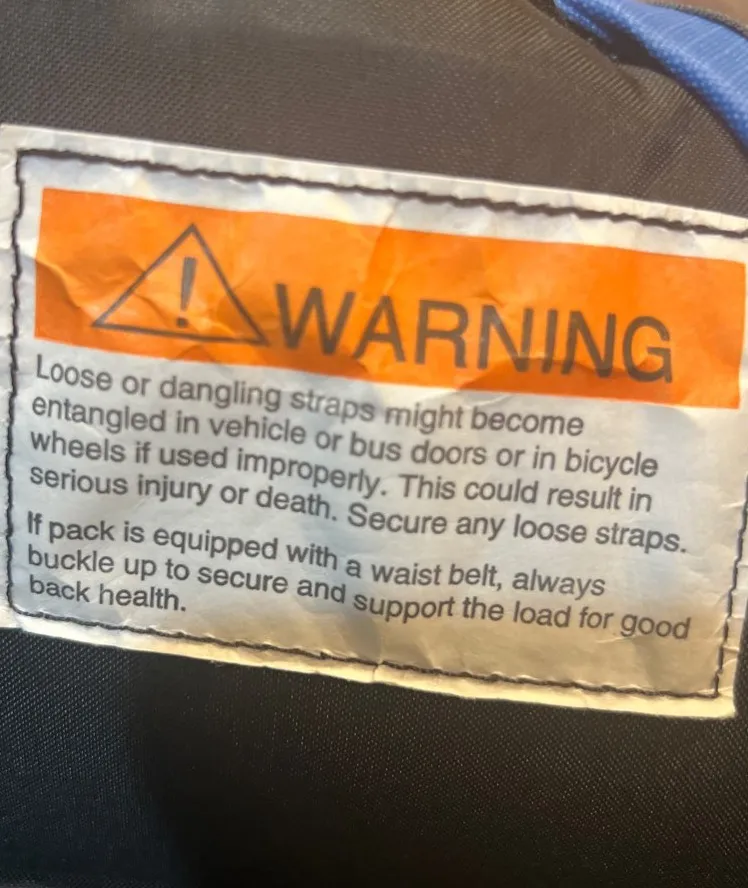 ! WARNING
Loose or dangling straps might become
entangled in vehicle or bus doors or in bicycle
wheels if used improperly. This could result in
serious injury or death. Secure any loose straps.
If pack is equipped with a waist belt, always
buckle up to secure and support the load for good
back health.